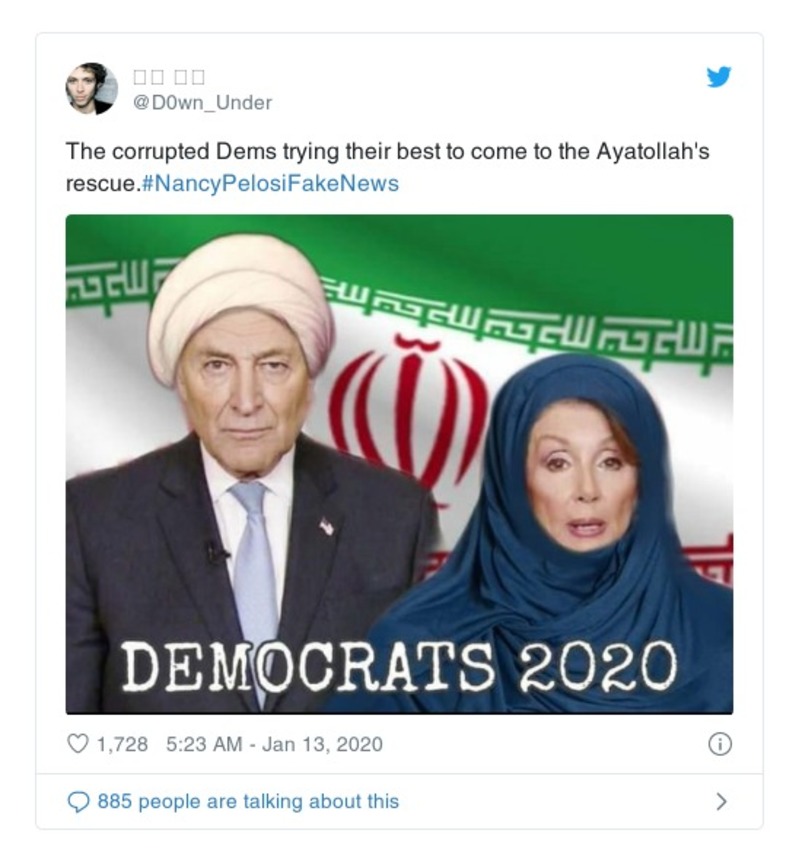 @D0wn_Under
The corrupted Dems trying their best to come to the Ayatollah's
rescue.#NancyPelosiFakeNews
DEMOCRATS 2020
1,728 5:23 AM - Jan 13, 2020
885 people are talking about this